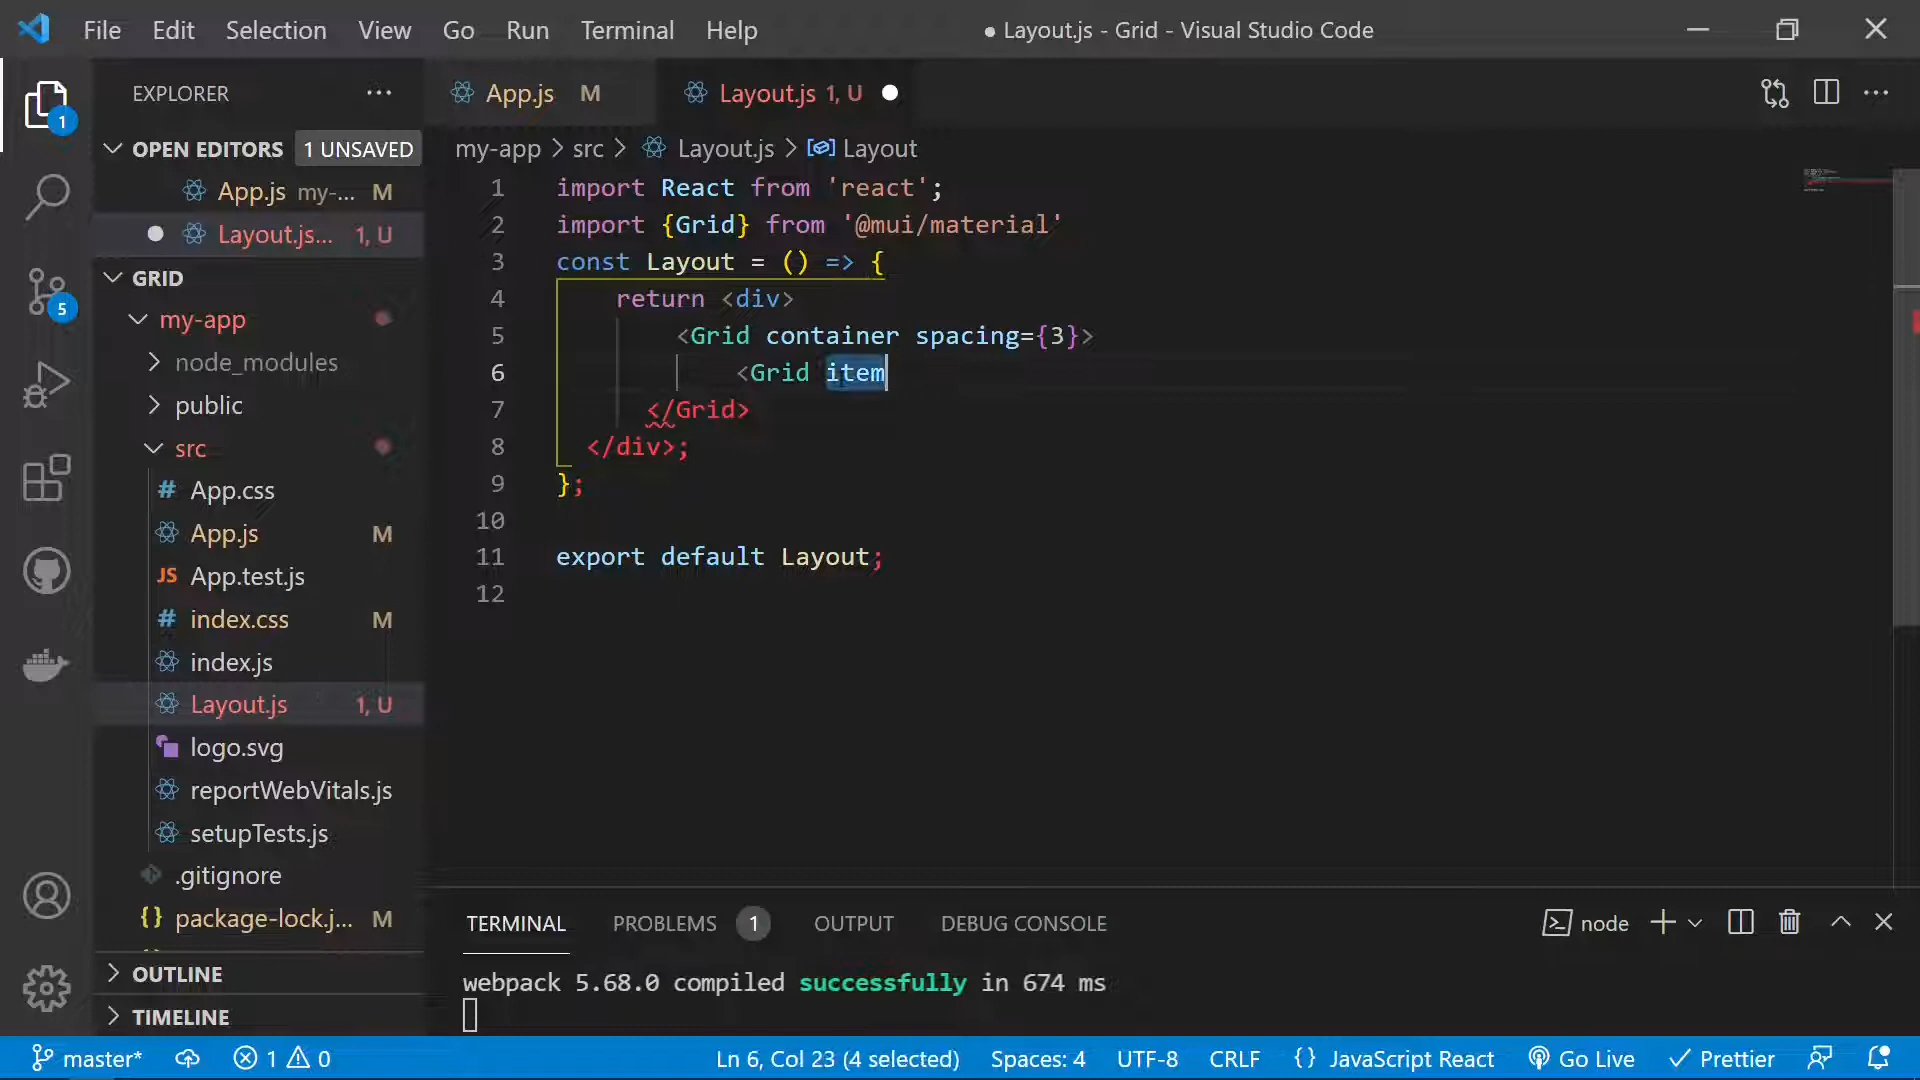 File Edit Selection View Go Run Terminal Help ● Layout.js - Grid - Visual Studio Code
EXPLORER ···
App.js M
Layout.js 1, U
OPEN EDITORS 1 UNSAVED
App.js my-... M
Layout.js... 1, U
GRID
my-app
node_modules
public
src
App.css
App.js M
JS App.test.js
index.css M
index.js
Layout.js 1, U
logo.svg
reportWebVitals.js
setupTests.js
.gitignore
{} package-lock.j... M
OUTLINE
TIMELINE
1
5
my-app > src > Layout.js > Layout
1 import React from 'react';
2 import {Grid} from '@mui/material'
3 const Layout = () => {
4 return <div>
5 <Grid container spacing={3}>
6 <Grid item
7 </Grid>
8 </div>;
9 };
10
11 export default Layout;
12
TERMINAL PROBLEMS 1 OUTPUT DEBUG CONSOLE
node
webpack 5.68.0 compiled successfully in 674 ms
master* 1 0 Ln 6, Col 23 (4 selected) Spaces: 4 UTF-8 CRLF {} JavaScript React Go Live Prettier